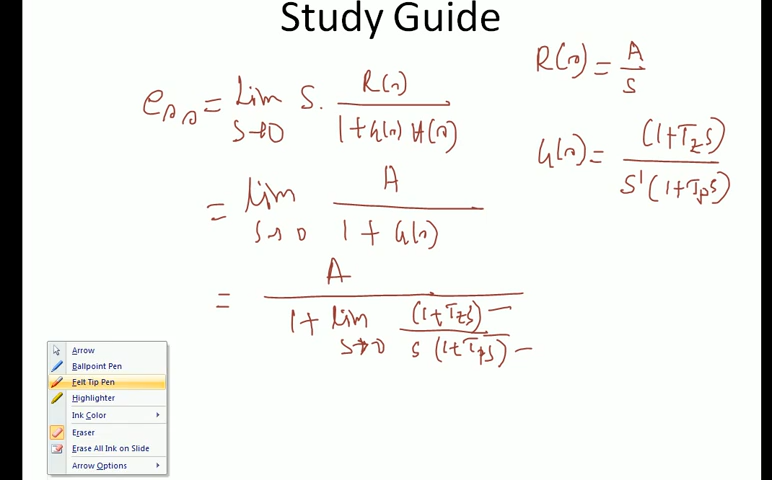 Study Guide
R(s) = A/s
e_ss = Lim S→0 S. R(s)/(1+G(s) H(s))
G(s) = (1+T_z s)/(s^1 (1+T_p s))
= lim s→0 A/(1 + G(s))
= A/(1 + lim s→0 (1+T_z s) –/(s (1+T_p s) –))
Arrow
Ballpoint Pen
Felt Tip Pen
Highlighter
Ink Color
Eraser
Erase All Ink on Slide
Arrow Options